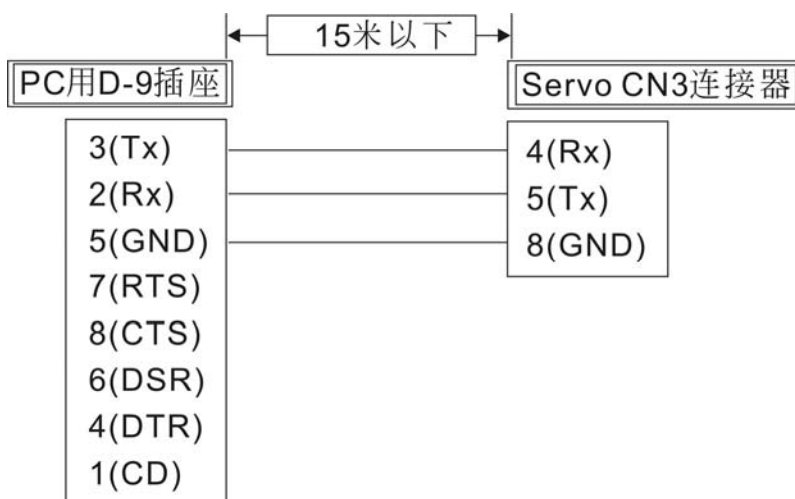 15米以下
PC用D-9插座
Servo CN3连接器
3(Tx)
2(Rx)
5(GND)
7(RTS)
8(CTS)
6(DSR)
4(DTR)
1(CD)
4(Rx)
5(Tx)
8(GND)